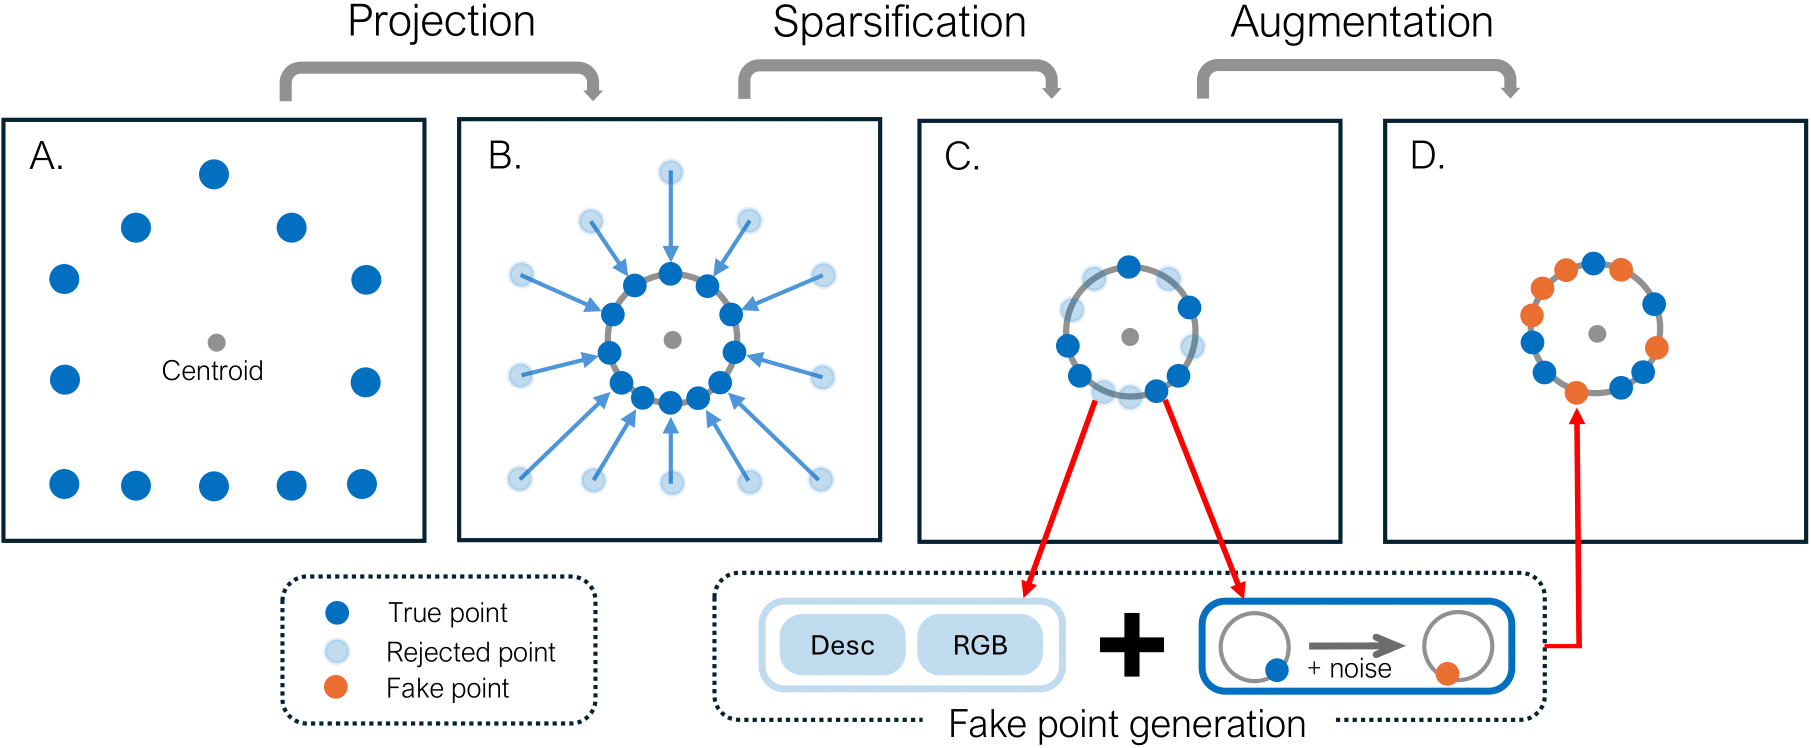 Projection
Sparsification
Augmentation
A.
B.
C.
D.
Centroid
True point
Rejected point
Fake point
Desc
RGB
+ noise
Fake point generation